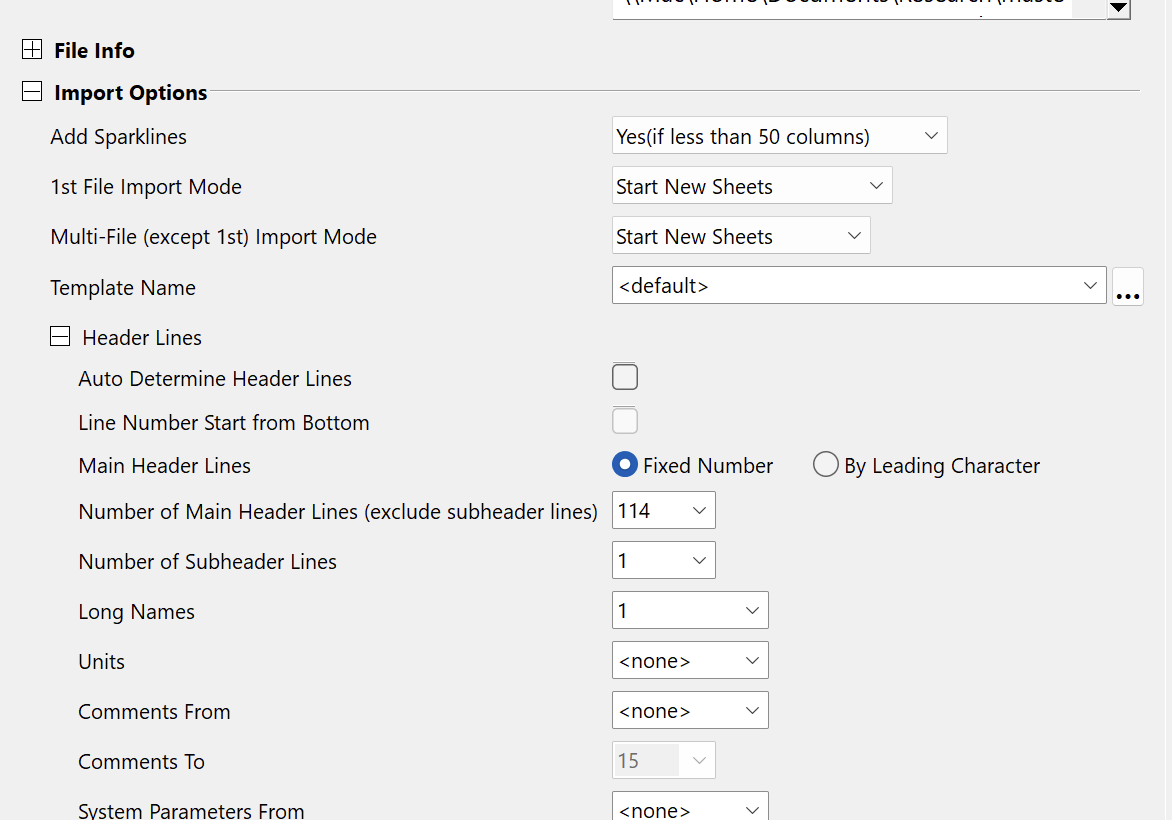 File Info
Import Options
Add Sparklines Yes(if less than 50 columns)
1st File Import Mode Start New Sheets
Multi-File (except 1st) Import Mode Start New Sheets
Template Name <default> ...
Header Lines
Auto Determine Header Lines
Line Number Start from Bottom
Main Header Lines Fixed Number By Leading Character
Number of Main Header Lines (exclude subheader lines) 114
Number of Subheader Lines 1
Long Names 1
Units <none>
Comments From <none>
Comments To 15
System Parameters From <none>